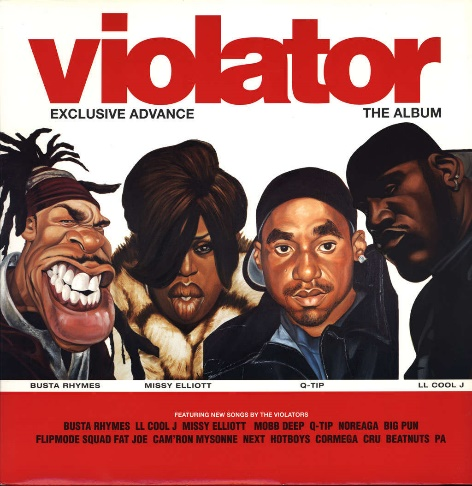 violator
EXCLUSIVE ADVANCE THE ALBUM
BUSTA RHYMES MISSY ELLIOTT Q-TIP LL COOL J
FEATURING NEW SONGS BY THE VIOLATORS
BUSTA RHYMES LL COOL J MISSY ELLIOTT MOBB DEEP Q-TIP NOREAGA BIG PUN
FLIPMODE SQUAD FAT JOE CAM'RON MYSONNE NEXT HOTBOYS CORMEGA CRU BEATNUTS PA